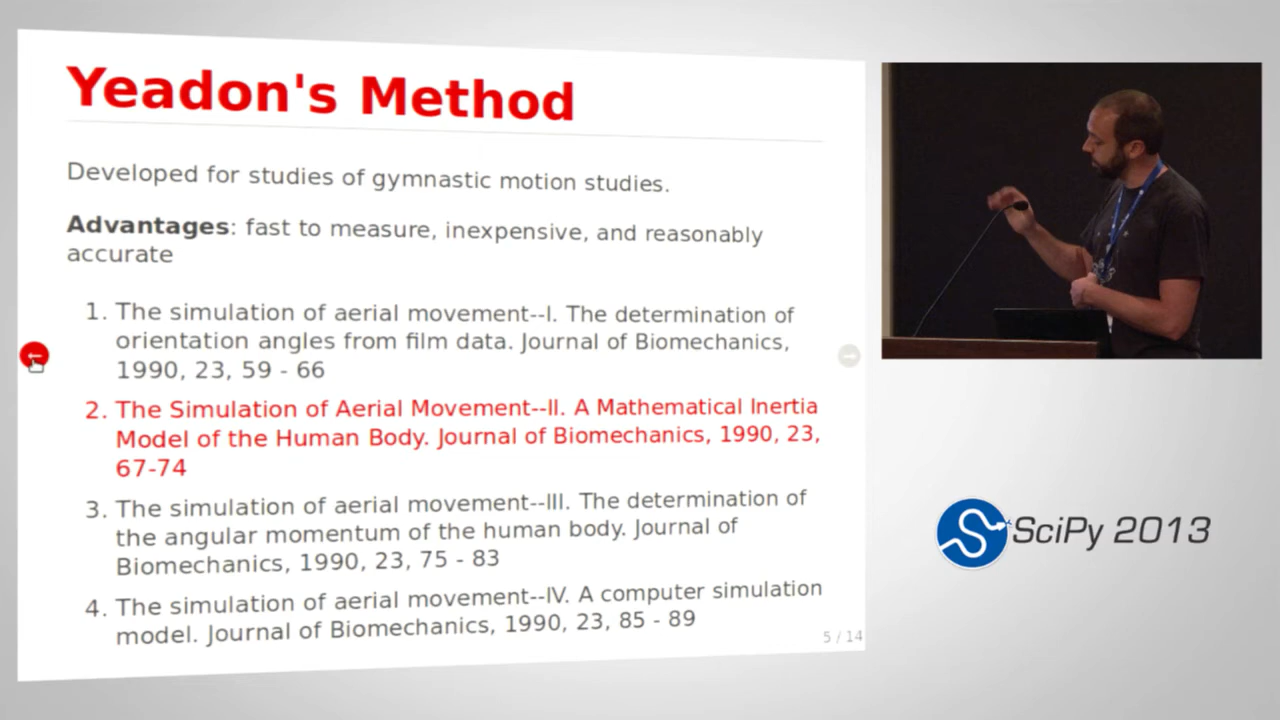 Yeadon's Method
Developed for studies of gymnastic motion studies.
Advantages: fast to measure, inexpensive, and reasonably
accurate
1. The simulation of aerial movement--I. The determination of
orientation angles from film data. Journal of Biomechanics,
1990, 23, 59 - 66
2. The Simulation of Aerial Movement--II. A Mathematical Inertia
Model of the Human Body. Journal of Biomechanics, 1990, 23,
67-74
3. The simulation of aerial movement--III. The determination of
the angular momentum of the human body. Journal of
Biomechanics, 1990, 23, 75 - 83
4. The simulation of aerial movement--IV. A computer simulation
model. Journal of Biomechanics, 1990, 23, 85 - 89
5 / 14
SciPy 2013